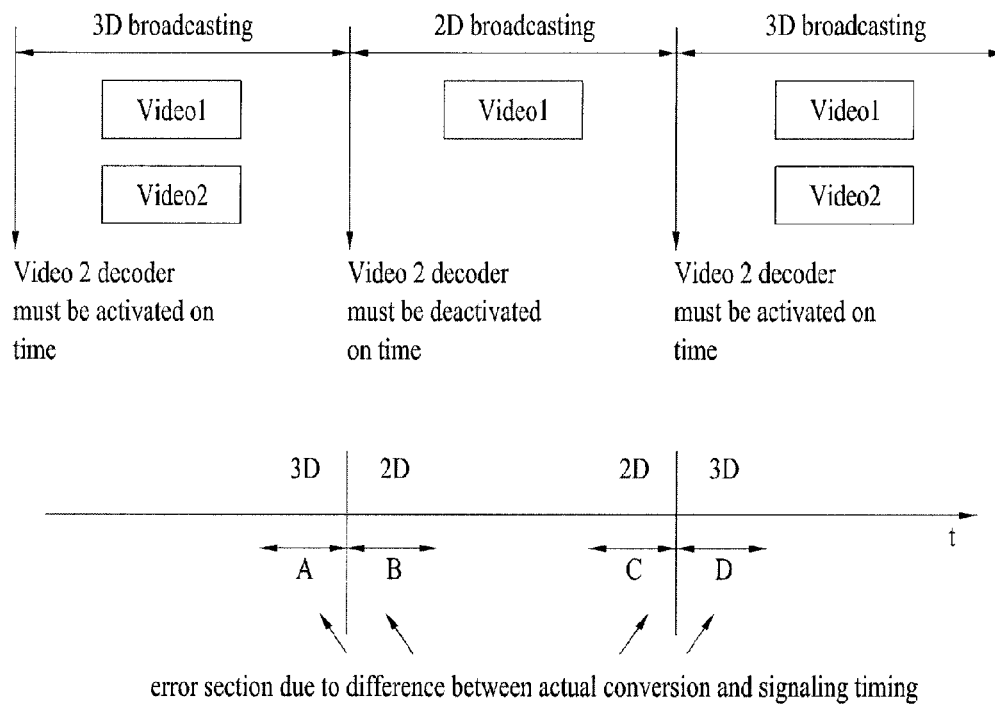 3D broadcasting
2D broadcasting
3D broadcasting
Video1
Video1
Video1
Video2
Video2
Video 2 decoder
must be activated on
time
Video 2 decoder
must be deactivated
on time
Video 2 decoder
must be activated on
time
3D
2D
2D
3D
t
A
B
C
D
error section due to difference between actual conversion and signaling timing